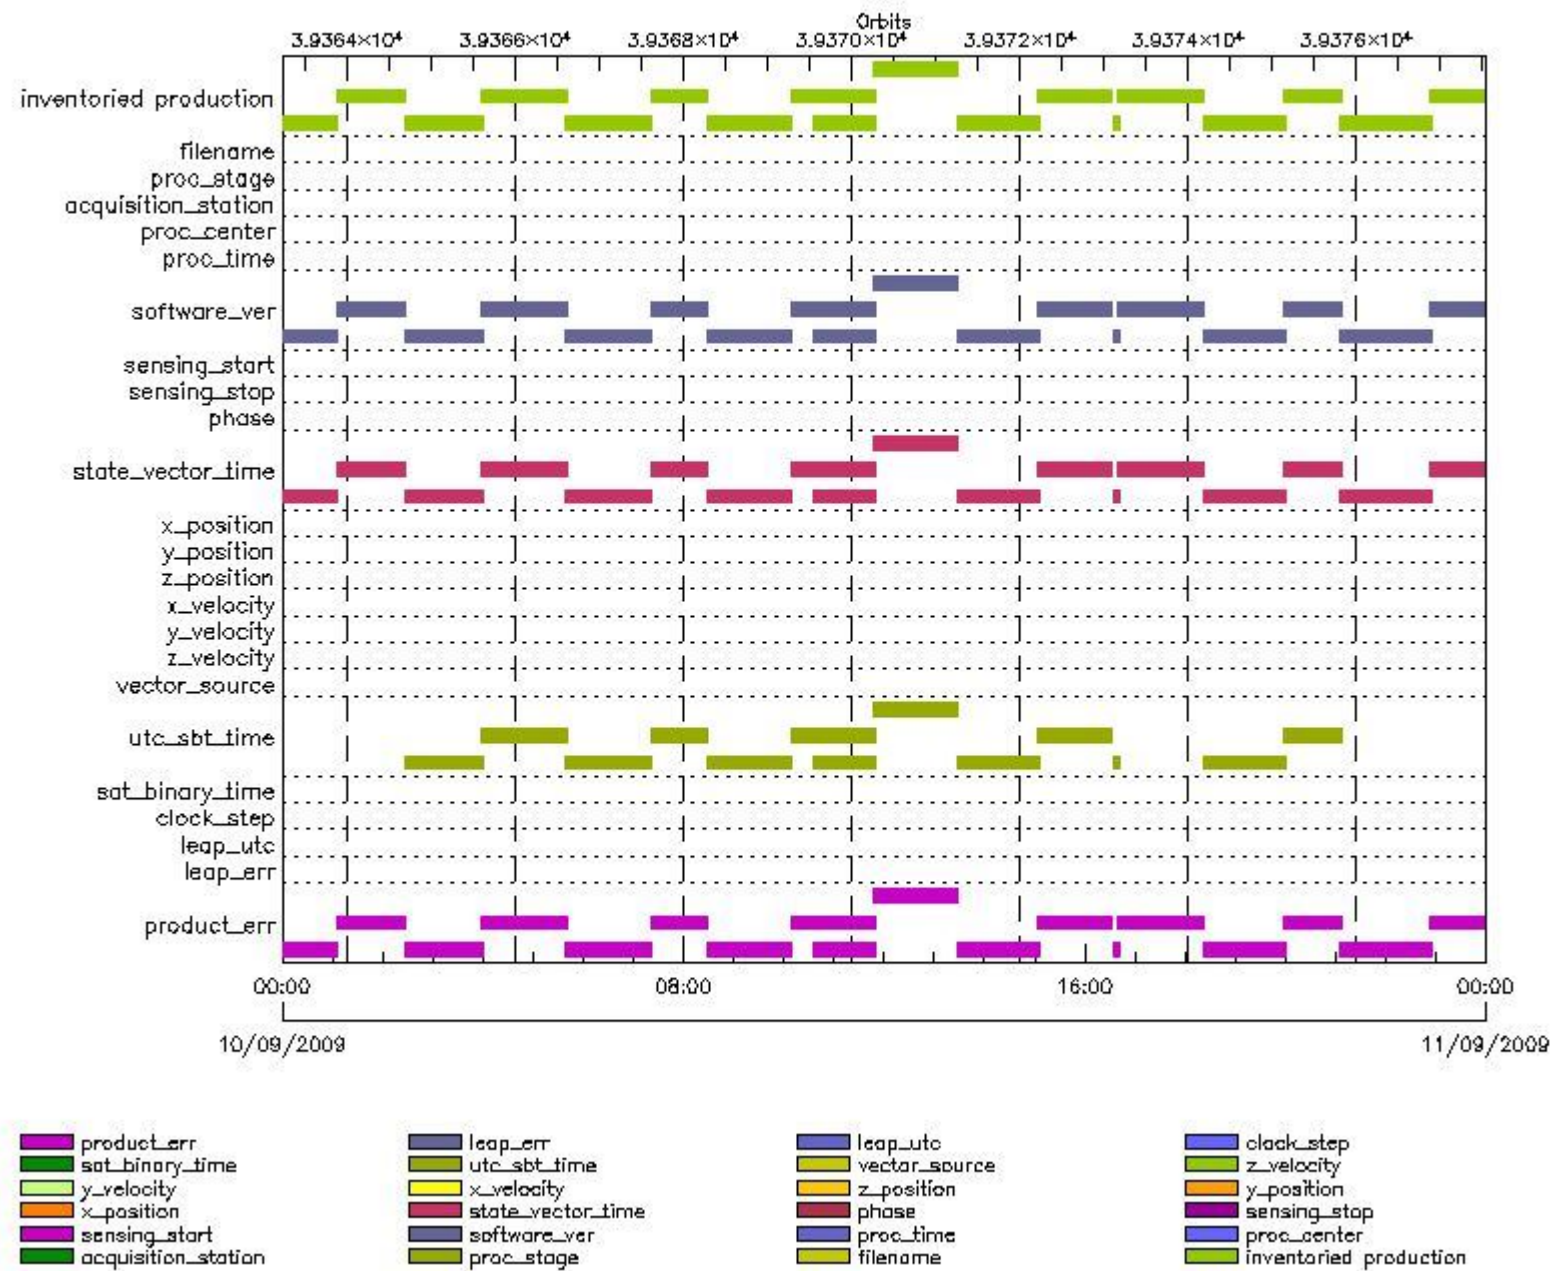 Orbits
3.9364×10⁴ 3.9366×10⁴ 3.9368×10⁴ 3.9370×10⁴ 3.9372×10⁴ 3.9374×10⁴ 3.9376×10⁴
inventoried production
filename
proc_stage
acquisition_station
proc_center
proc_time
software_ver
sensing_start
sensing_stop
phase
state_vector_time
x_position
y_position
z_position
x_velocity
y_velocity
z_velocity
vector_source
utc_sbt_time
sat_binary_time
clock_step
leap_utc
leap_err
product_err
00:00 08:00 16:00 00:00
10/09/2009 11/09/2009
product_err leap_err leap_utc clock_step
sat_binary_time utc_sbt_time vector_source z_velocity
y_velocity x_velocity z_position y_position
x_position state_vector_time phase sensing_stop
sensing_start software_ver proc_time proc_center
acquisition_station proc_stage filename inventoried production